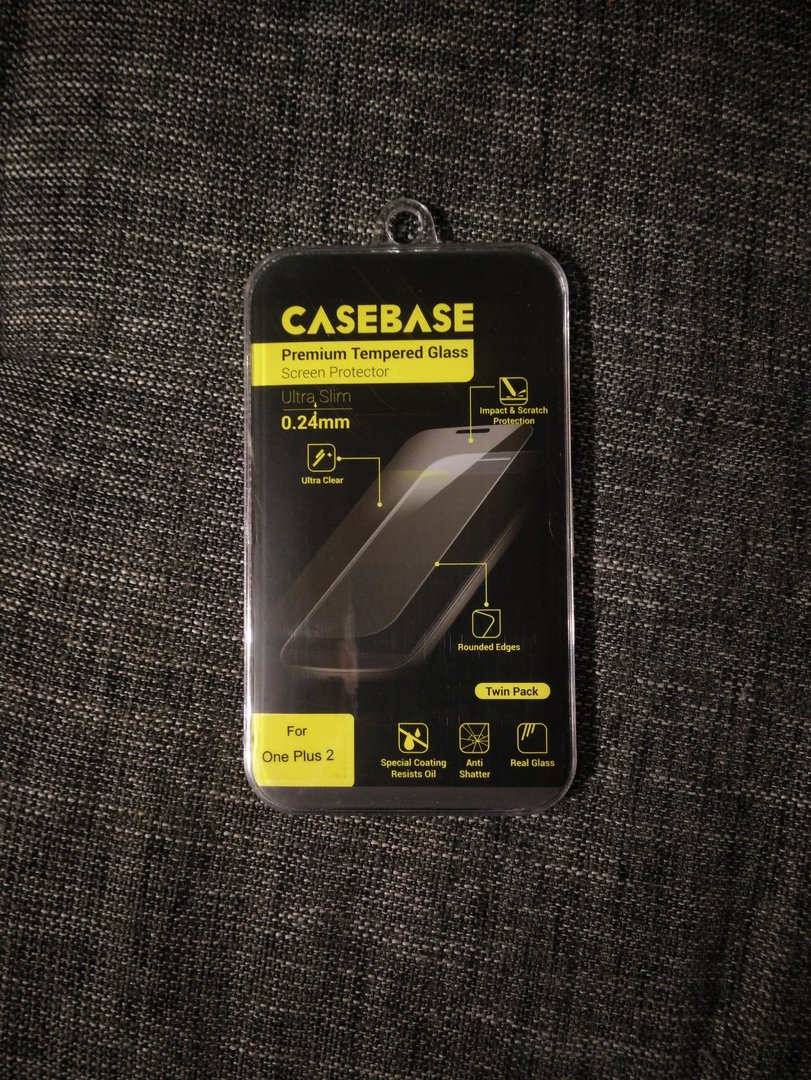 CASEBASE
Premium Tempered Glass
Screen Protector
Ultra Slim
0.24mm
Impact & Scratch
Protection
Ultra Clear
Rounded Edges
Twin Pack
For
One Plus 2
Special Coating
Resists Oil
Anti
Shatter
Real Glass